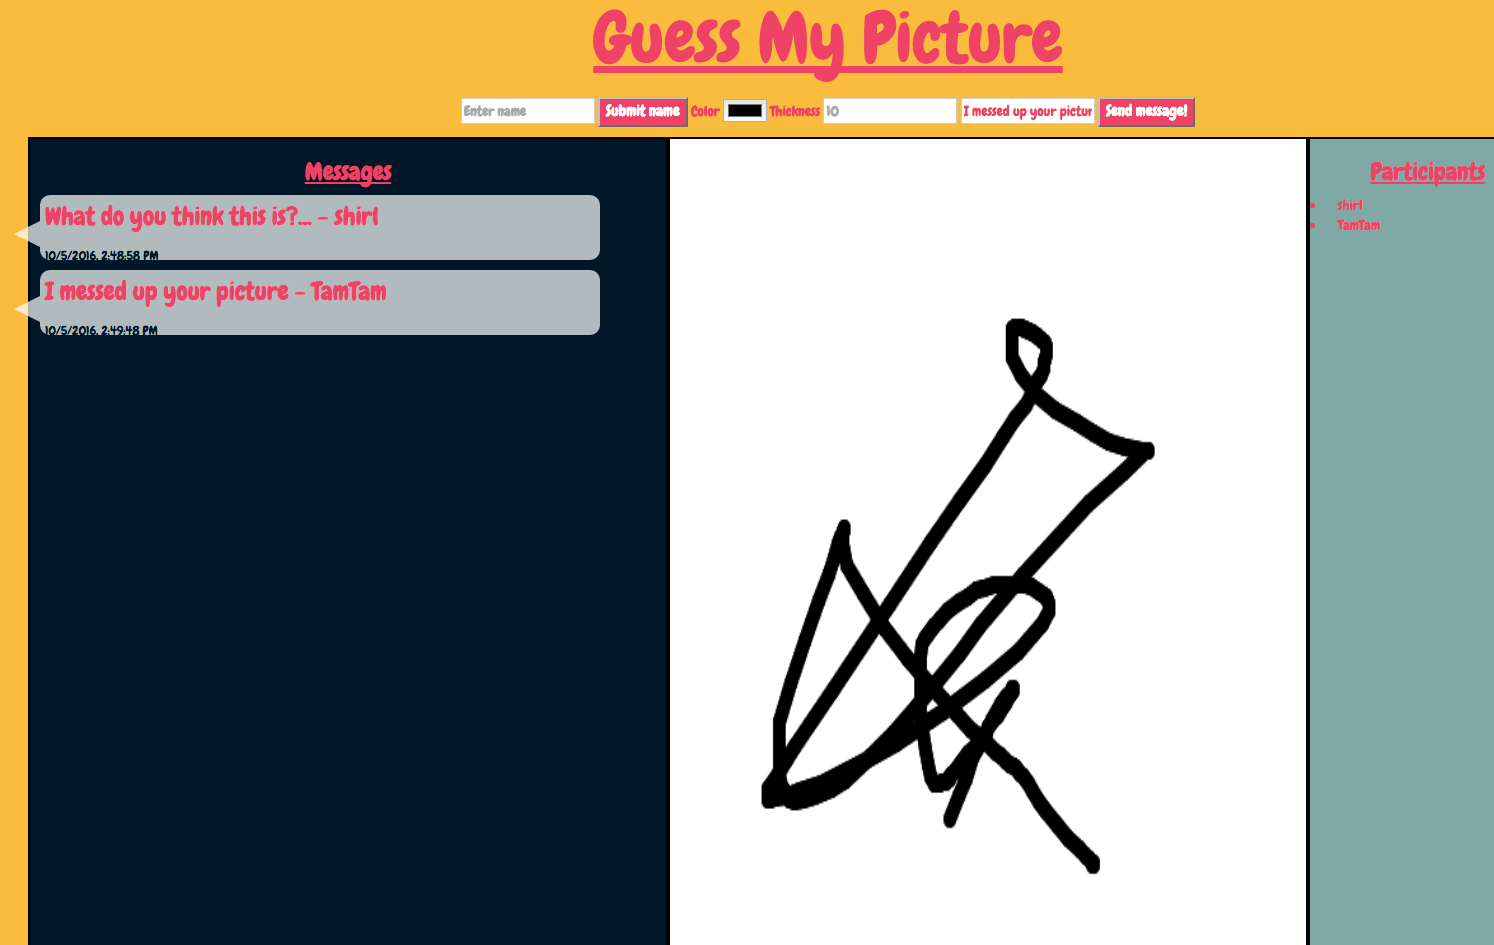 Guess My Picture
Enter name Submit name Color Thickness 10 I messed up your pictur Send message!
Messages
What do you think this is?... - shirl
10/5/2016, 2:48:58 PM
I messed up your picture - TamTam
10/5/2016, 2:49:48 PM
Participants
shirl
TamTam